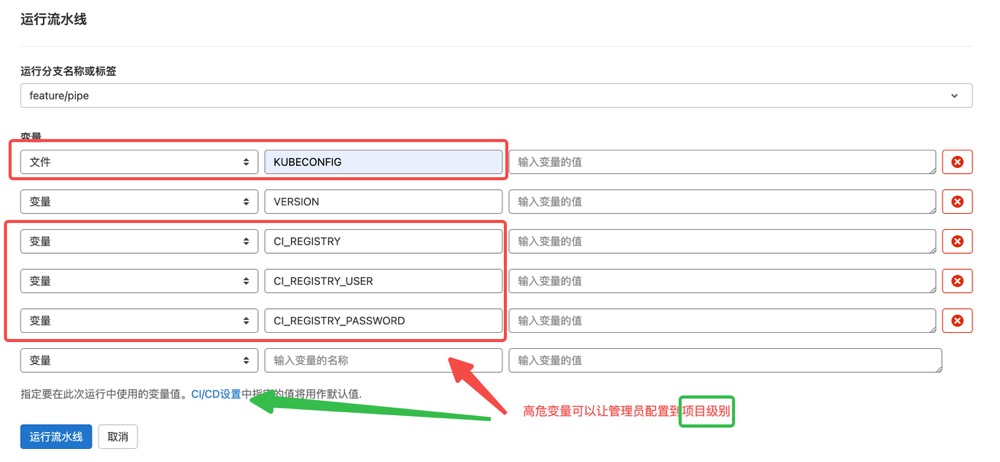 运行流水线
运行分支名称或标签
feature/pipe
变量
文件 KUBECONFIG 输入变量的值
变量 VERSION 输入变量的值
变量 CI_REGISTRY 输入变量的值
变量 CI_REGISTRY_USER 输入变量的值
变量 CI_REGISTRY_PASSWORD 输入变量的值
变量 输入变量的名称 输入变量的值
指定要在此次运行中使用的变量值。CI/CD设置中指定的值将用作默认值.
高危变量可以让管理员配置到项目级别
运行流水线 取消